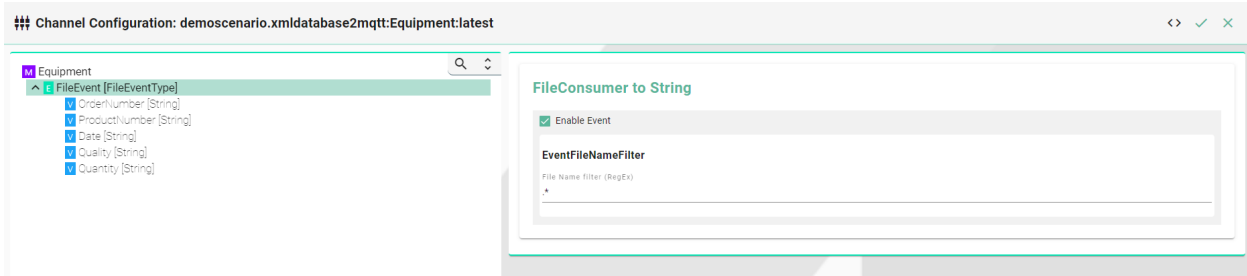 Channel Configuration: demoscenario.xmldatabase2mqtt:Equipment:latest
M Equipment
E FileEvent [FileEventType]
V OrderNumber [String]
V ProductNumber [String]
V Date [String]
V Quality [String]
V Quantity [String]
FileConsumer to String
Enable Event
EventFileNameFilter
File Name filter (RegEx)
.*